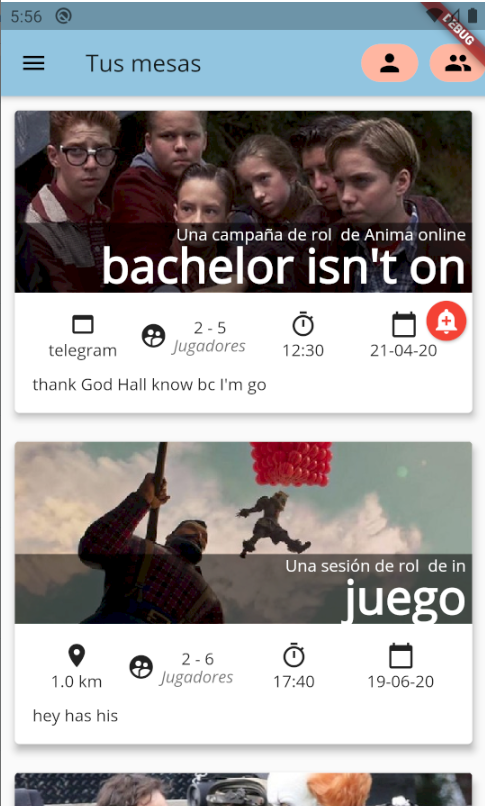 5:56
DEBUG
Tus mesas
Una campaña de rol  de Anima online
bachelor isn't on
telegram
2 - 5
Jugadores
12:30
21-04-20
thank God Hall know bc I'm go
Una sesión de rol  de in
juego
1.0 km
2 - 6
Jugadores
17:40
19-06-20
hey has his